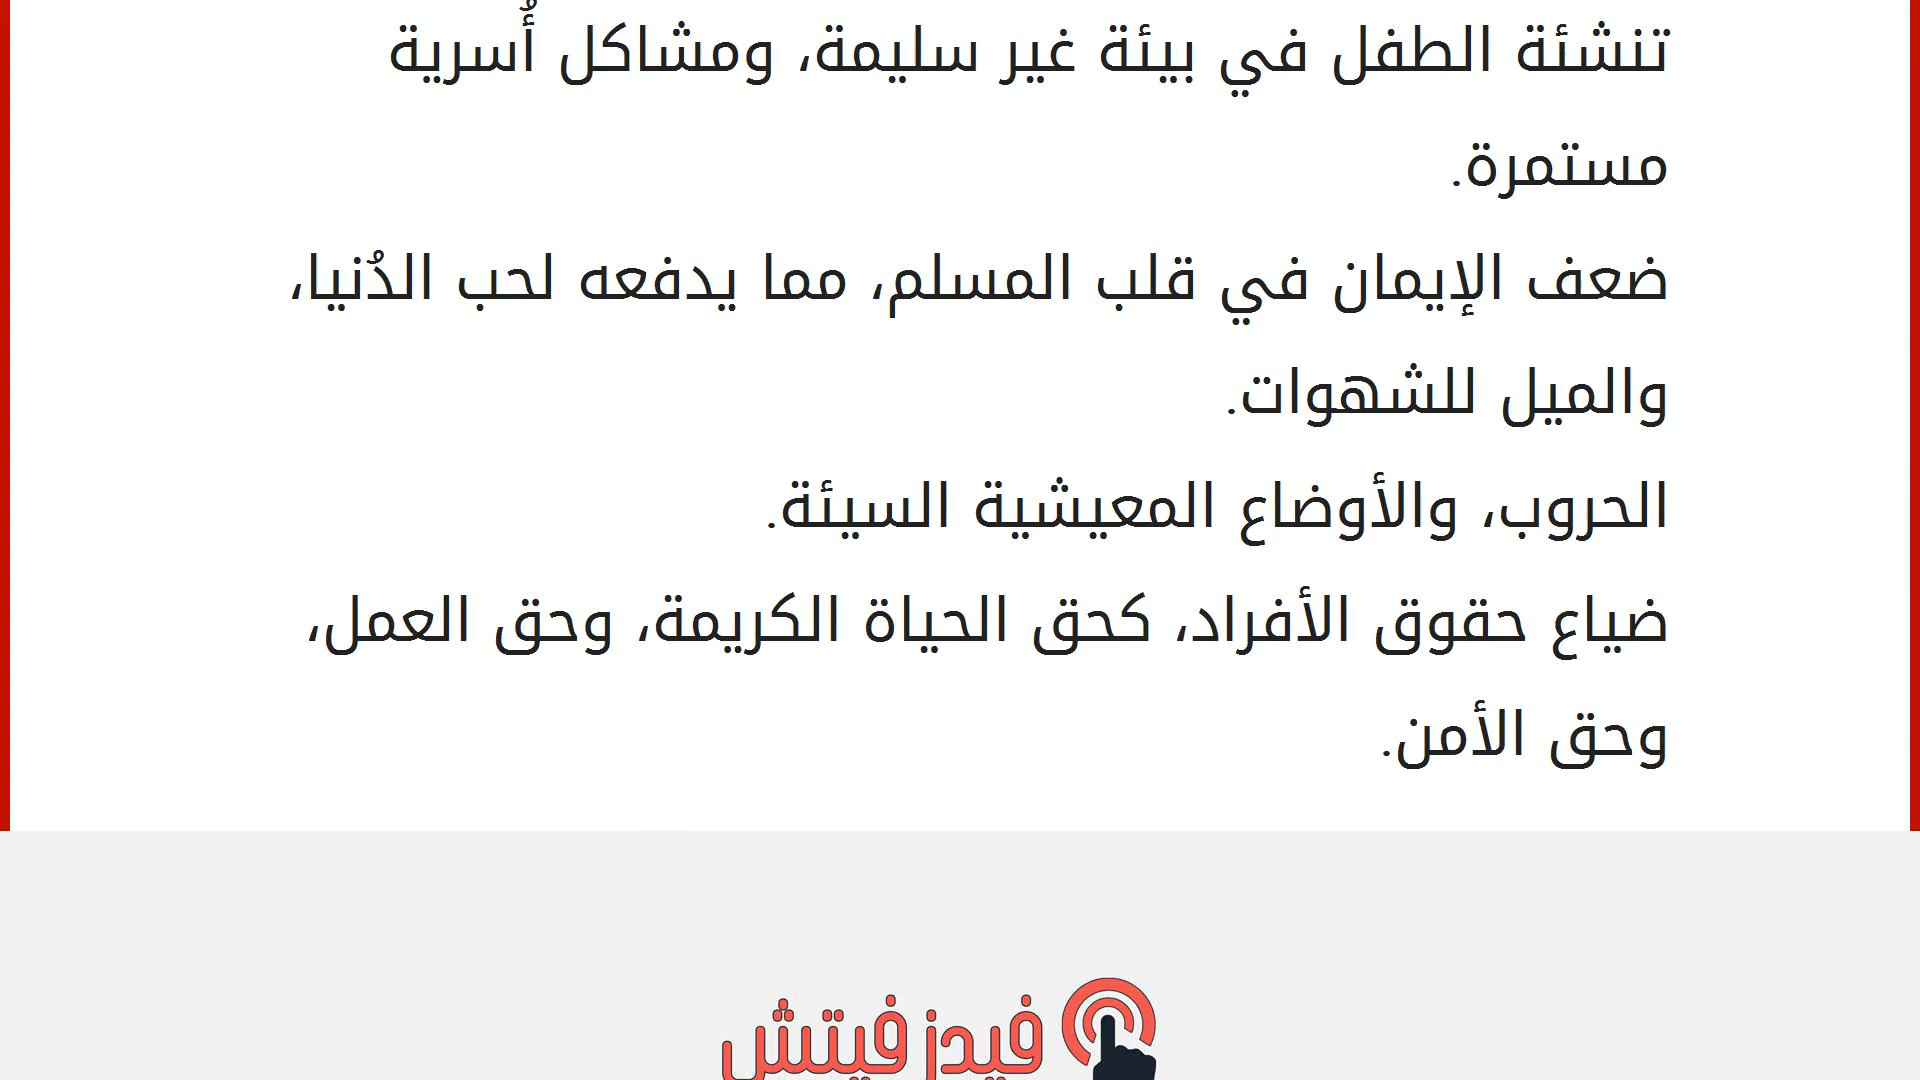 تنشئة الطفل في بيئة غير سليمة، ومشاكل أُسرية
مستمرة.
ضعف الإيمان في قلب المسلم، مما يدفعه لحب الدُنيا،
والميل للشهوات.
الحروب، والأوضاع المعيشية السيئة.
ضياع حقوق الأفراد، كحق الحياة الكريمة، وحق العمل،
وحق الأمن.
فيدز فيتش